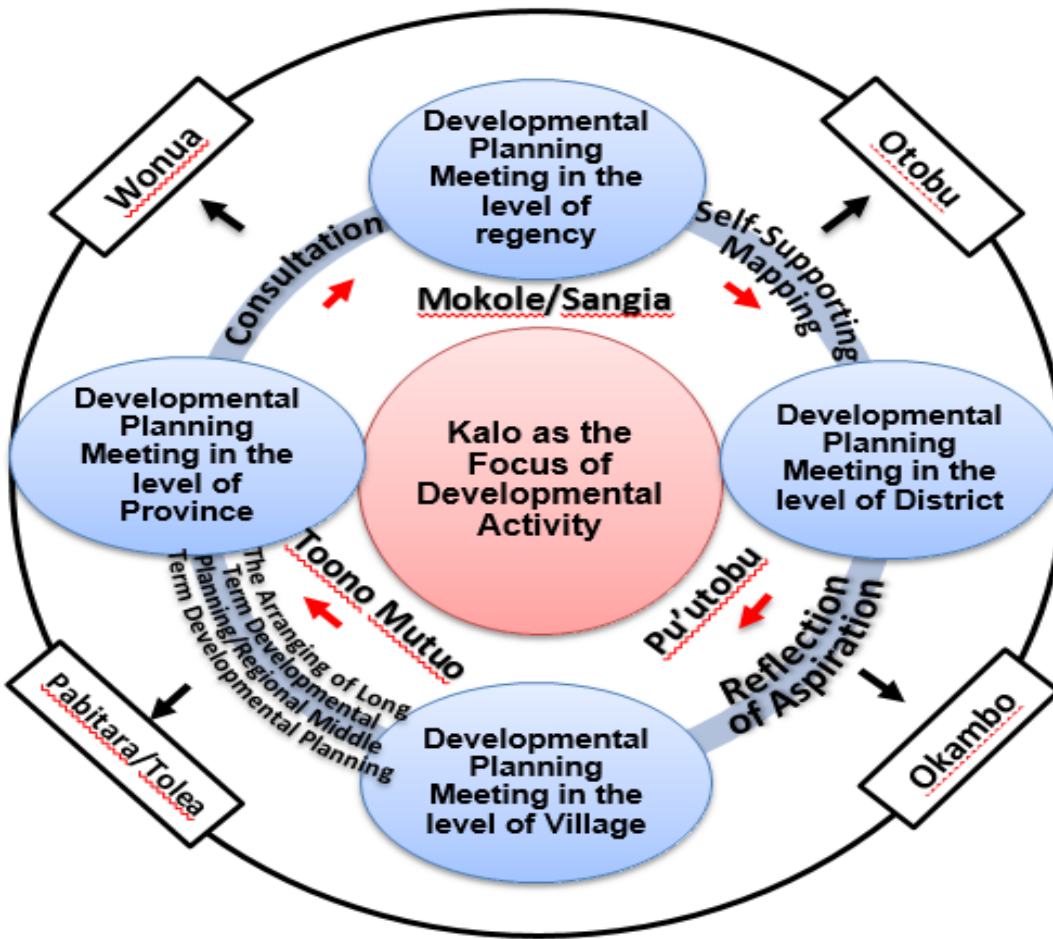 Wonua
Otobu
Developmental
Planning
Meeting in the
level of
regency
Consultation
Self-Supporting
Mapping
Mokole/Sangia
Developmental
Planning
Meeting in the
level of
Province
Kalo as the
Focus of
Developmental
Activity
Developmental
Planning
Meeting in the
level of District
Toono Mutuo
Pu'utobu
The Arranging of Long
Term Developmental
Planning/Regional Middle
Term Developmental Planning
Reflection
of Aspiration
Developmental
Planning
Meeting in the
level of Village
Pabitara/Tolea
Okambo